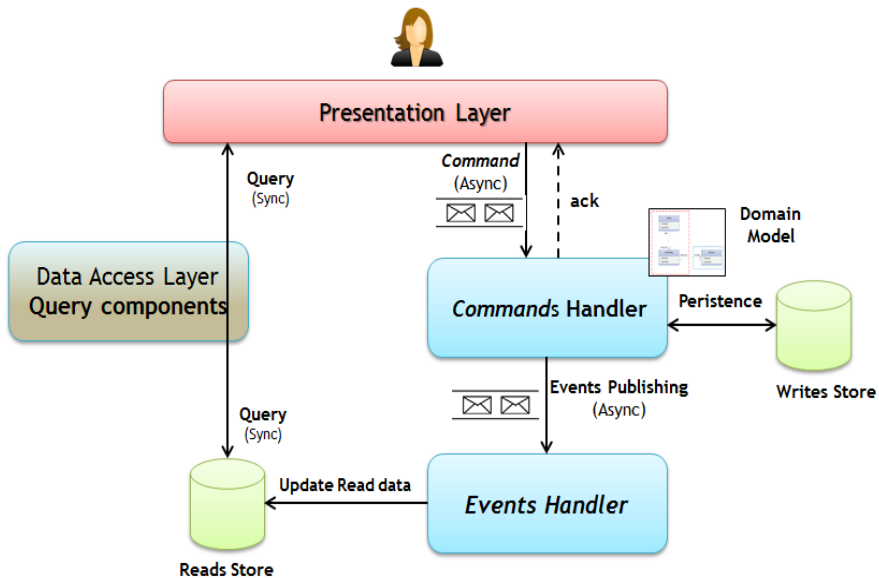 Presentation Layer
Query
(Sync)
Command
(Async)
ack
Domain
Model
Data Access Layer
Query components
Commands Handler
Peristence
Writes Store
Events Publishing
(Async)
Query
(Sync)
Update Read data
Events Handler
Reads Store